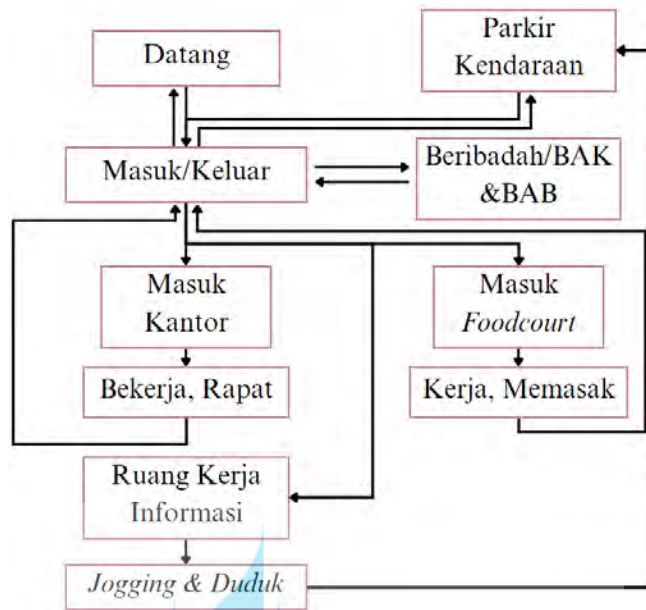 Datang
Parkir
Kendaraan
Masuk/Keluar
Beribadah/BAK
&BAB
Masuk
Kantor
Masuk
Foodcourt
Bekerja, Rapat
Kerja, Memasak
Ruang Kerja
Informasi
Jogging & Duduk